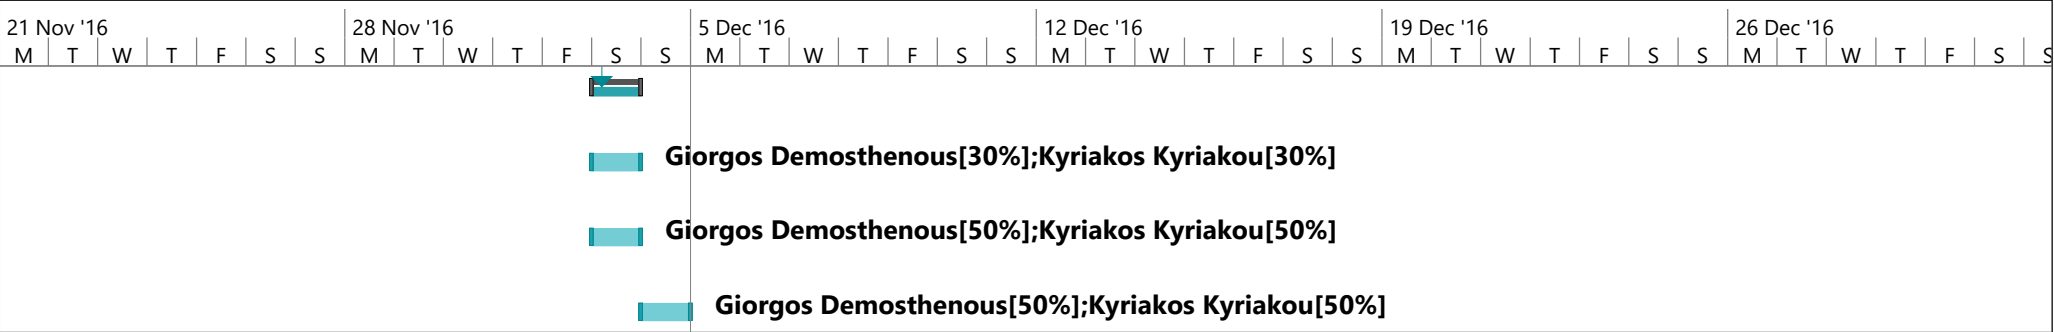 21 Nov '16 28 Nov '16 5 Dec '16 12 Dec '16 19 Dec '16 26 Dec '16
M T W T F S S M T W T F S S M T W T F S S M T W T F S S M T W T F S S M T W T F S S
Giorgos Demosthenous[30%];Kyriakos Kyriakou[30%]
Giorgos Demosthenous[50%];Kyriakos Kyriakou[50%]
Giorgos Demosthenous[50%];Kyriakos Kyriakou[50%]